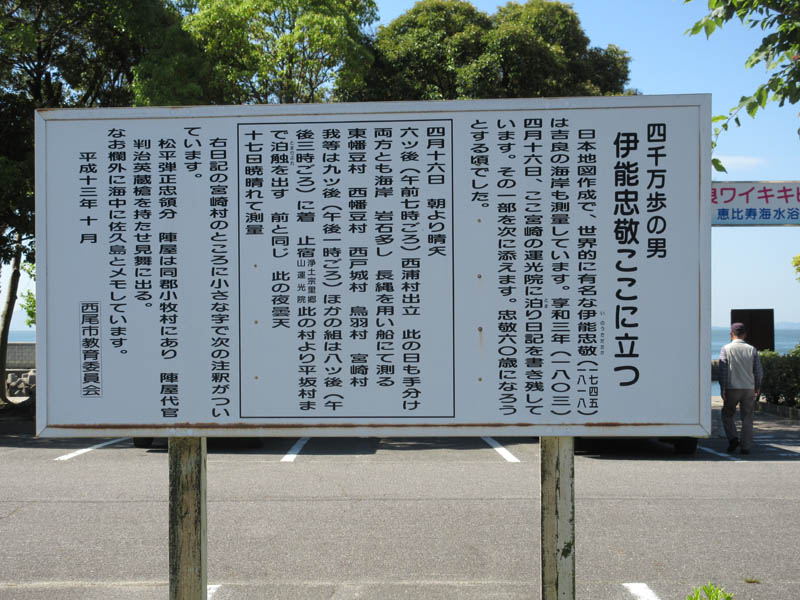 四千万歩の男
伊能忠敬ここに立つ
日本地図作成で、世界的に有名な伊能忠敬（一七四五一八一八）
いのうただたか
は吉良の海岸も測量しています。享和三年（一八〇三）
四月十六日、ここ宮崎の運光院に泊り日記を書き残して
います。その一部を次に添えます。忠敬六〇歳になろう
とする頃でした。
四月十六日　朝より晴天
六ツ後（午前七時ごろ）西浦村出立　此の日も手分け
両方とも海岸　岩石多し　長縄を用い船にて測る
東幡豆村　西幡豆村　西戸城村　鳥羽村　宮崎村
我等は九ツ後（午後一時ごろ）ほかの組は八ツ後（午
後三時ごろ）に着　止宿浄土宗里郷山運光院此の村より平坂村ま
で泊触を出す　前と同じ　此の夜曇天
十七日暁晴れて測量
右日記の宮崎村のところに小さな字で次の注釈がつい
ています。
松平弾正忠領分　陣屋は同郡小牧村にあり　陣屋代官
判治英蔵槍を持たせ見舞に出る。
なお欄外に海中に佐久島とメモしています。
平成十三年　十月
西尾市教育委員会
良ワイキキビ
恵比寿海水浴